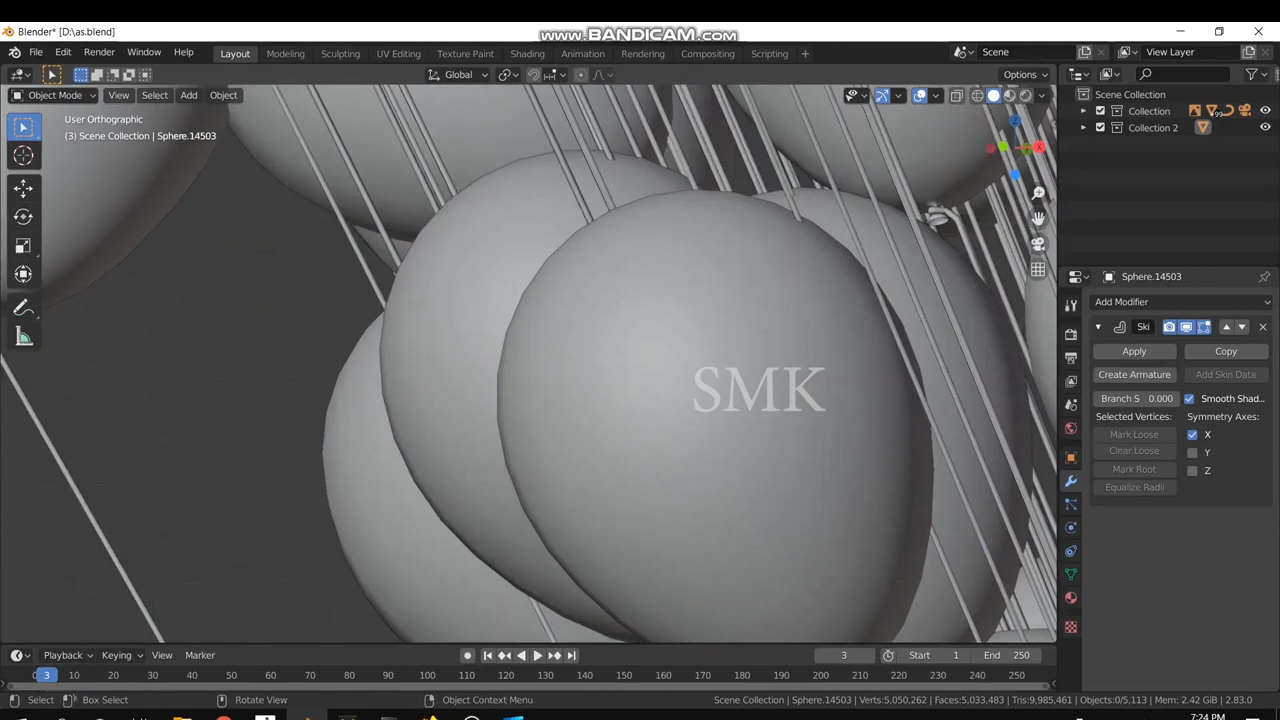 Blender* [D:\as.blend]
www.BANDICAM.com
File Edit Render Window Help
Layout Modeling Sculpting UV Editing Texture Paint Shading Animation Rendering Compositing Scripting +
Scene
View Layer
Global
Options
Object Mode View Select Add Object
User Orthographic
(3) Scene Collection | Sphere.14503
Scene Collection
Collection
99
Collection 2
X
SMK
Sphere.14503
Add Modifier
Ski
Apply Copy
Create Armature Add Skin Data
Branch S 0.000 Smooth Shad...
Selected Vertices: Symmetry Axes:
Mark Loose X
Clear Loose Y
Mark Root Z
Equalize Radii
Playback Keying View Marker
3 Start 1 End 250
0 3 10 20 30 40 50 60 70 80 90 100 110 120 130 140 150 160 170 180 190 200 210 220 230 240 250
Select Box Select Rotate View Object Context Menu
Scene Collection | Sphere.14503 | Verts:5,050,262 | Faces:5,033,483 | Tris:9,985,461 | Objects:0/5,113 | Mem: 2.42 GiB | 2.83.0
7:24 PM